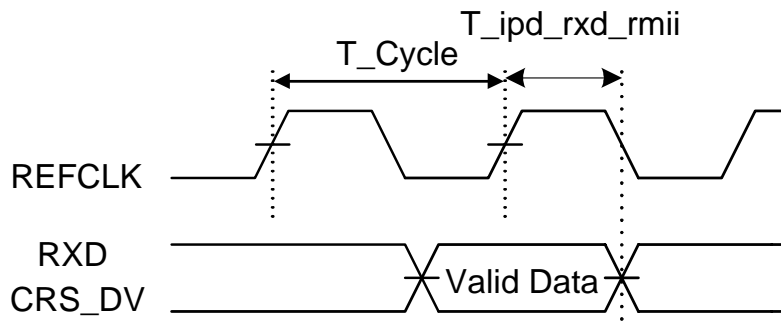 T_ipd_rxd_rmii
T_Cycle
REFCLK
RXD
Valid Data
CRS_DV